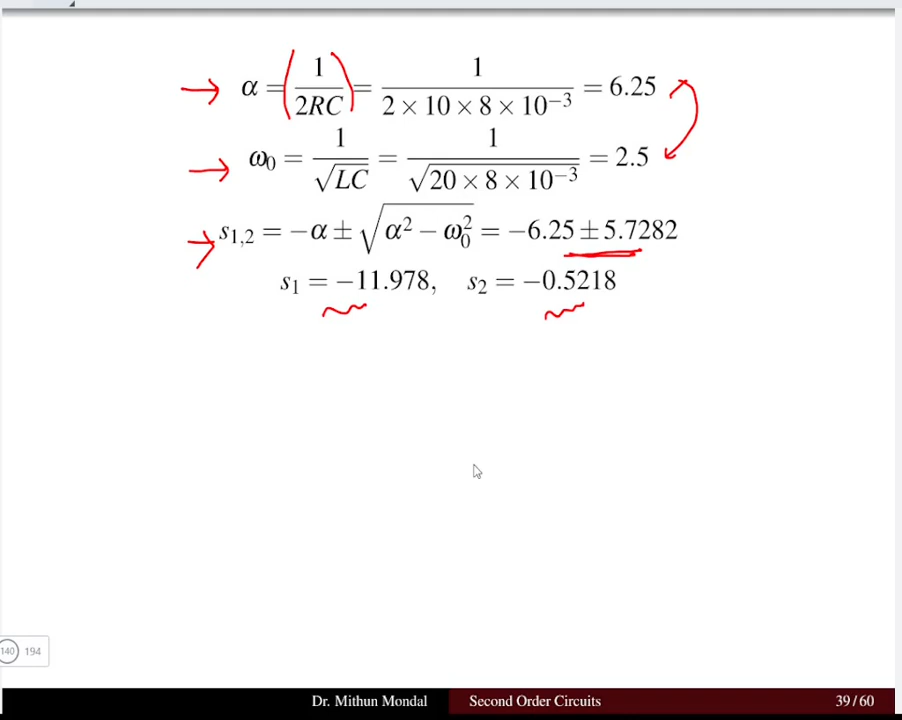 α = (1/2RC) = 1/(2 × 10 × 8 × 10⁻³) = 6.25
ω₀ = 1/√LC = 1/√(20 × 8 × 10⁻³) = 2.5
s₁,₂ = −α ± √(α² − ω₀²) = −6.25 ± 5.7282
s₁ = −11.978, s₂ = −0.5218
140 194
Dr. Mithun Mondal Second Order Circuits 39/60